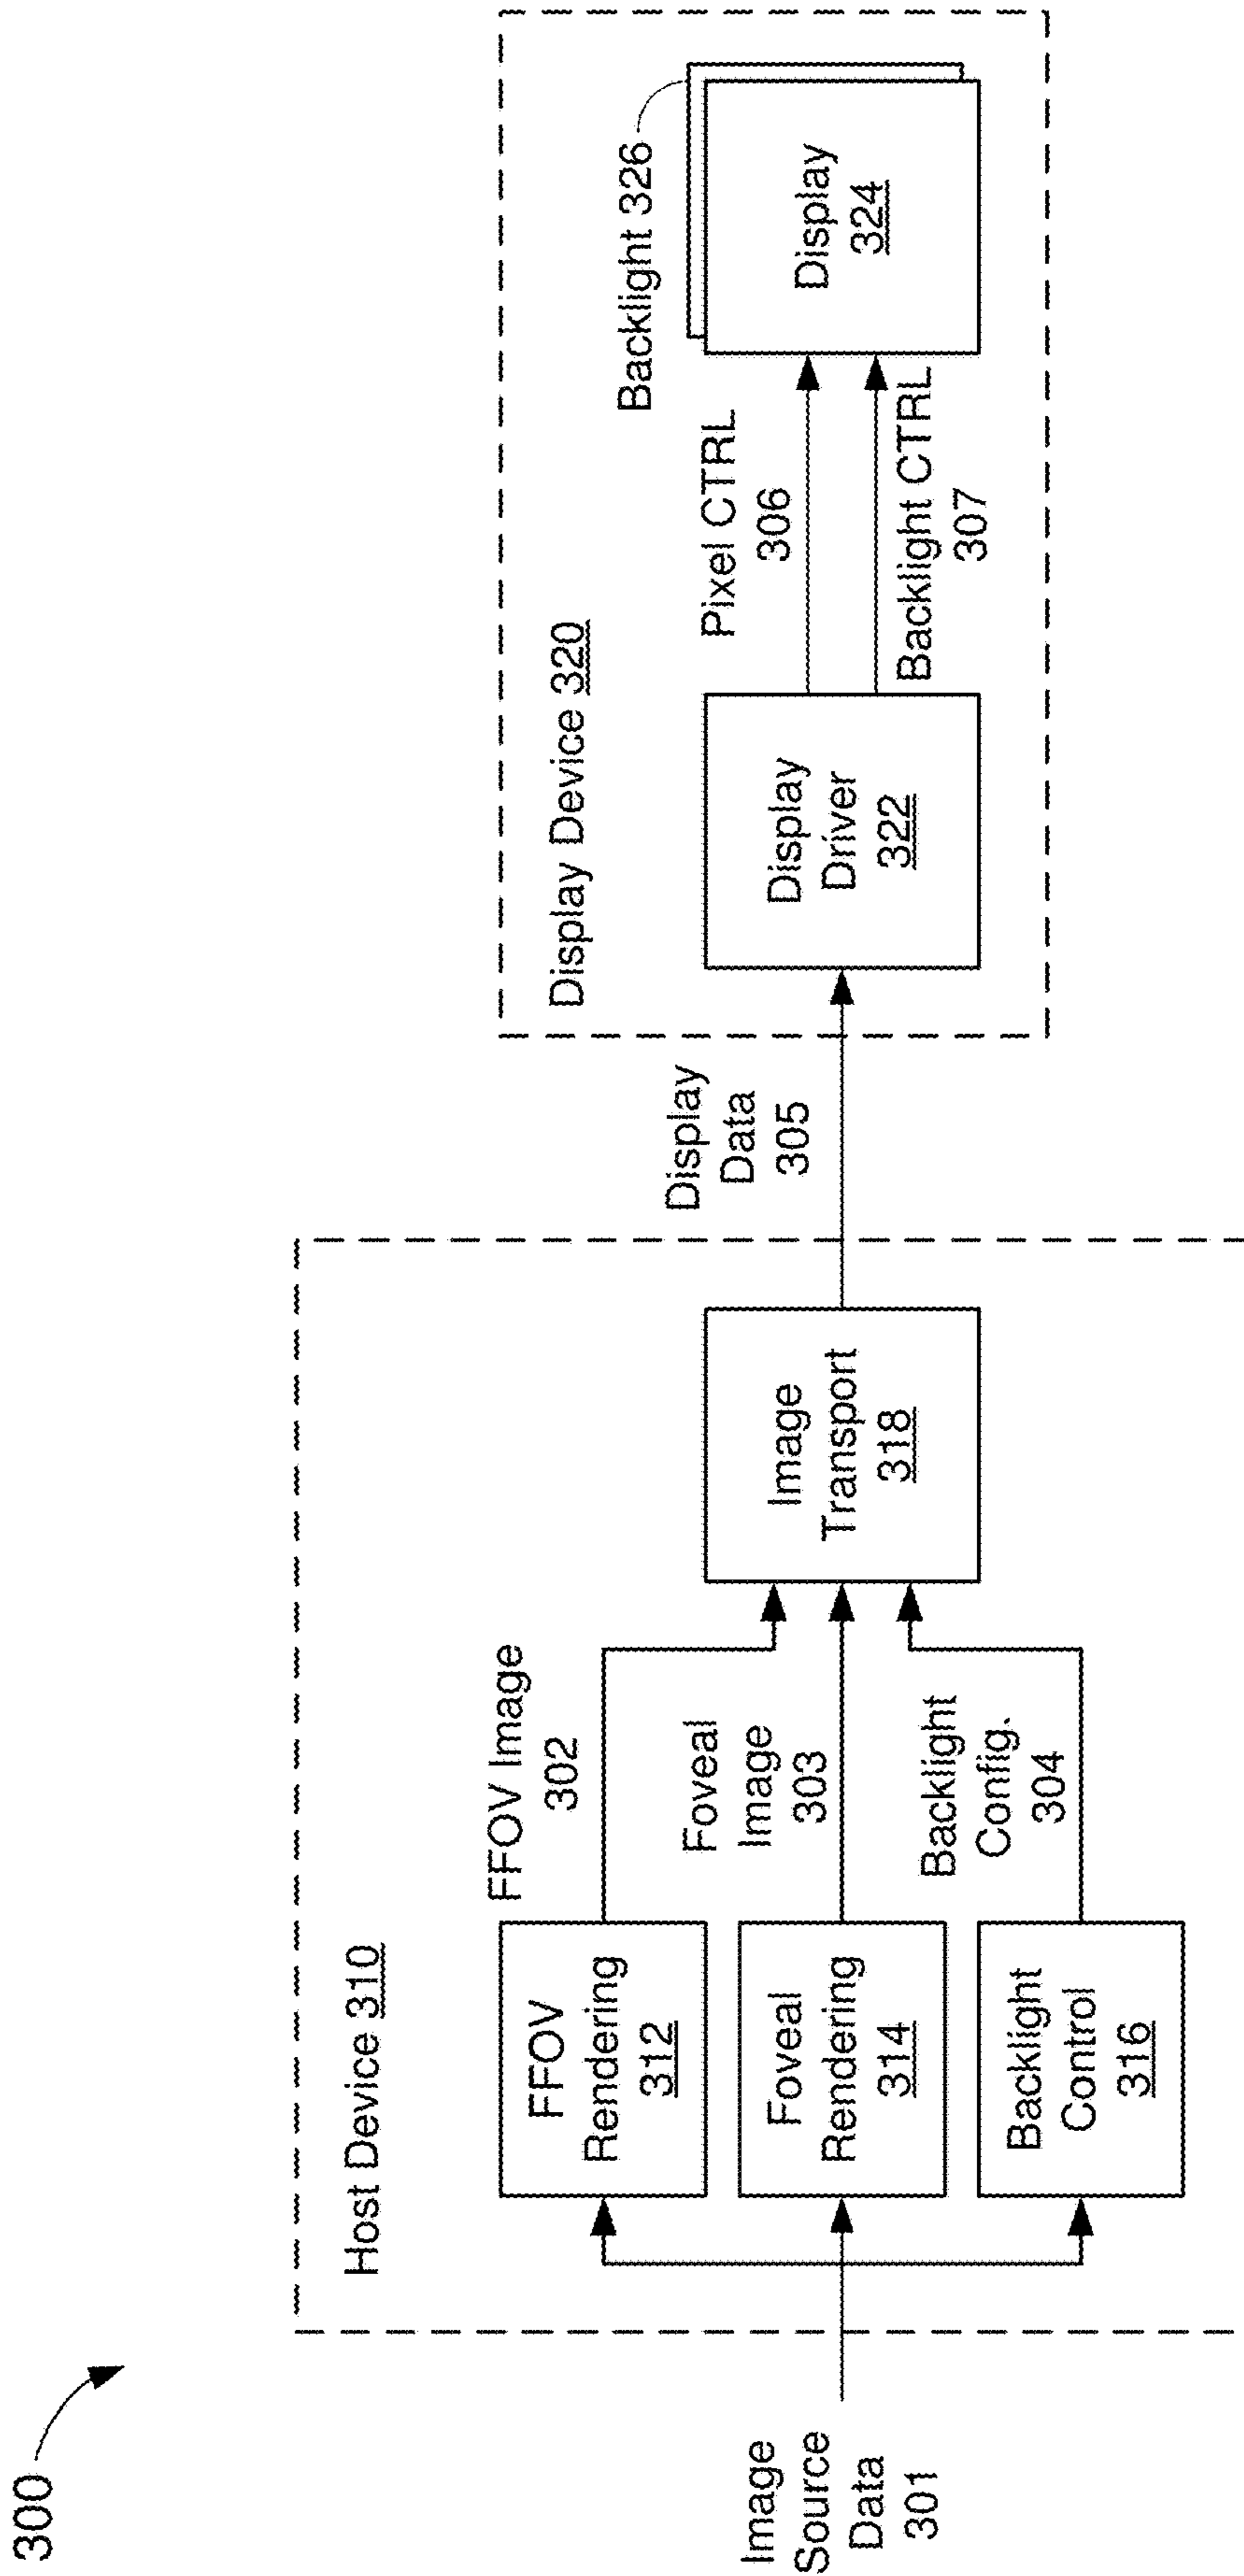 300
Image
Source
Data
301
Host Device 310
FFOV
Rendering
312
Foveal
Rendering
314
Backlight
Control
316
FFOV Image
302
Foveal
Image
303
Backlight
Config.
304
Image
Transport
318
Display
Data
305
Display Device 320
Display
Driver
322
Pixel CTRL
306
Backlight CTRL
307
Backlight 326
Display
324